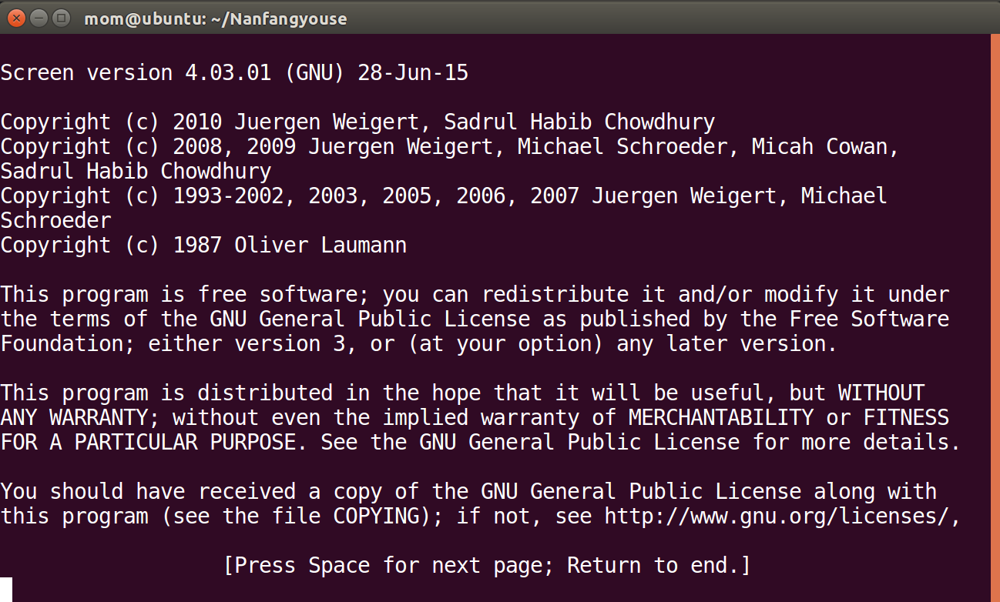 mom@ubuntu: ~/Nanfangyouse
Screen version 4.03.01 (GNU) 28-Jun-15
Copyright (c) 2010 Juergen Weigert, Sadrul Habib Chowdhury
Copyright (c) 2008, 2009 Juergen Weigert, Michael Schroeder, Micah Cowan,
Sadrul Habib Chowdhury
Copyright (c) 1993-2002, 2003, 2005, 2006, 2007 Juergen Weigert, Michael
Schroeder
Copyright (c) 1987 Oliver Laumann
This program is free software; you can redistribute it and/or modify it under
the terms of the GNU General Public License as published by the Free Software
Foundation; either version 3, or (at your option) any later version.
This program is distributed in the hope that it will be useful, but WITHOUT
ANY WARRANTY; without even the implied warranty of MERCHANTABILITY or FITNESS
FOR A PARTICULAR PURPOSE. See the GNU General Public License for more details.
You should have received a copy of the GNU General Public License along with
this program (see the file COPYING); if not, see http://www.gnu.org/licenses/,
[Press Space for next page; Return to end.]